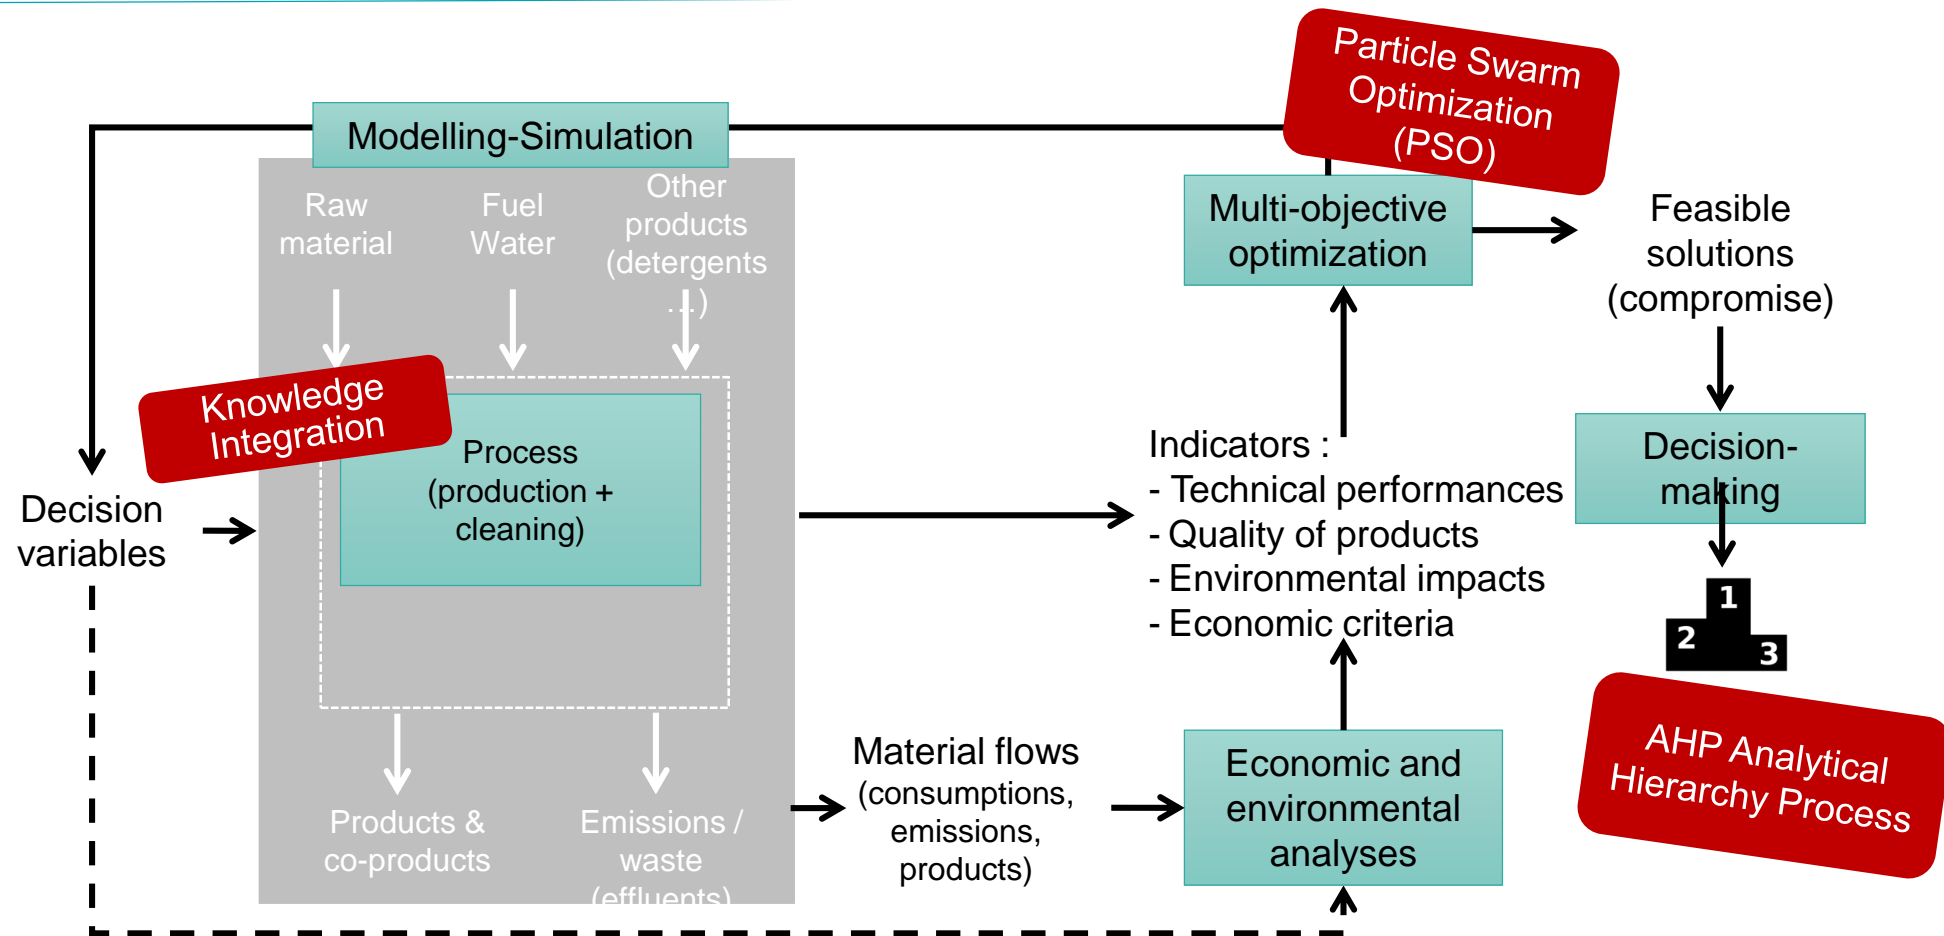 Particle Swarm
Optimization
(PSO)
Modelling-Simulation
Raw
material
Fuel
Water
Other
products
(detergents
...)
Multi-objective
optimization
Feasible
solutions
(compromise)
Knowledge
Integration
Process
(production +
cleaning)
Decision
variables
Indicators :
- Technical performances
- Quality of products
- Environmental impacts
- Economic criteria
Decision-
making
1
2
3
Products &
co-products
Emissions /
waste
(effluents)
Material flows
(consumptions,
emissions,
products)
Economic and
environmental
analyses
AHP Analytical
Hierarchy Process